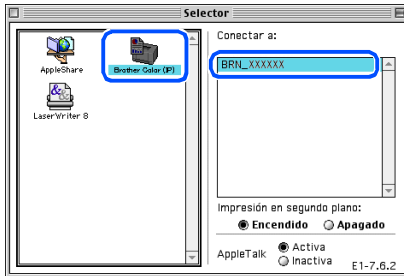 Selector
AppleShare
Brother Color (IP)
LaserWriter 8
Conectar a:
BRN_XXXXXX
Impresión en segundo plano:
Encendido Apagado
AppleTalk Activa
Inactiva
E1-7.6.2